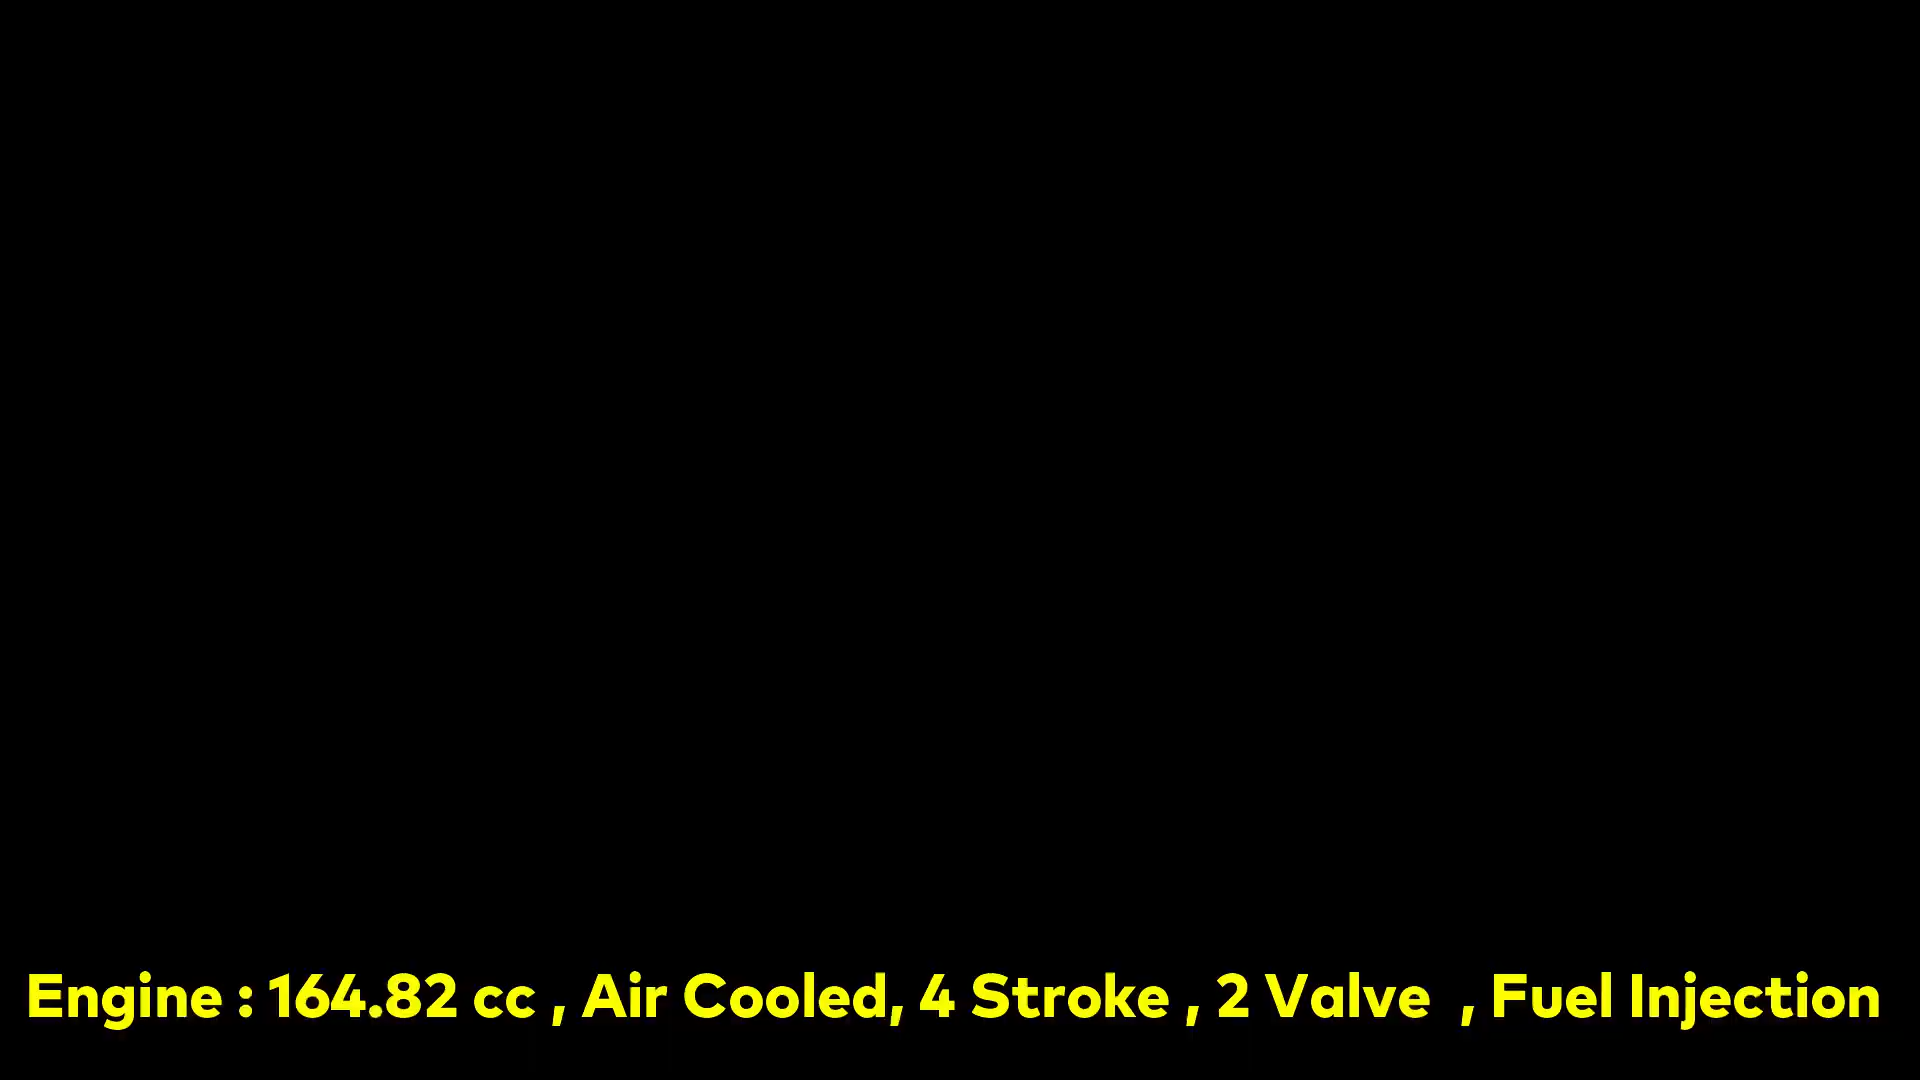 Engine : 164.82 cc , Air Cooled, 4 Stroke , 2 Valve  , Fuel Injection